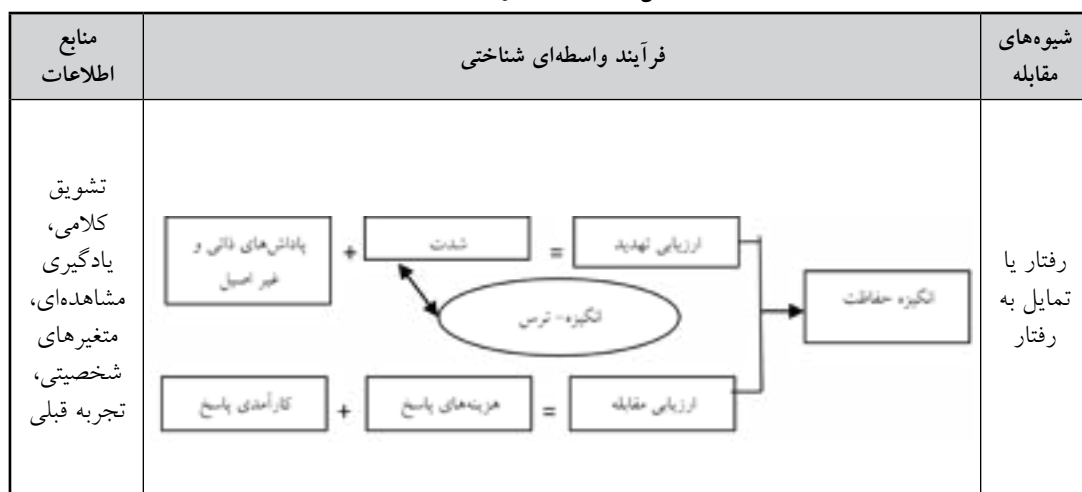 شیوه‌های
مقابله
فرآیند واسطه‌ای شناختی
منابع
اطلاعات
رفتار یا
تمایل به
رفتار
پاداش‌های ذاتی و
غیر اصیل
+
شدت
=
ارزیابی تهدید
انگیزه- ترس
انگیزه حفاظت
کارآمدی پاسخ
+
هزینه‌های پاسخ
=
ارزیابی مقابله
تشویق
کلامی،
یادگیری
مشاهده‌ای،
متغیرهای
شخصیتی،
تجربه قبلی